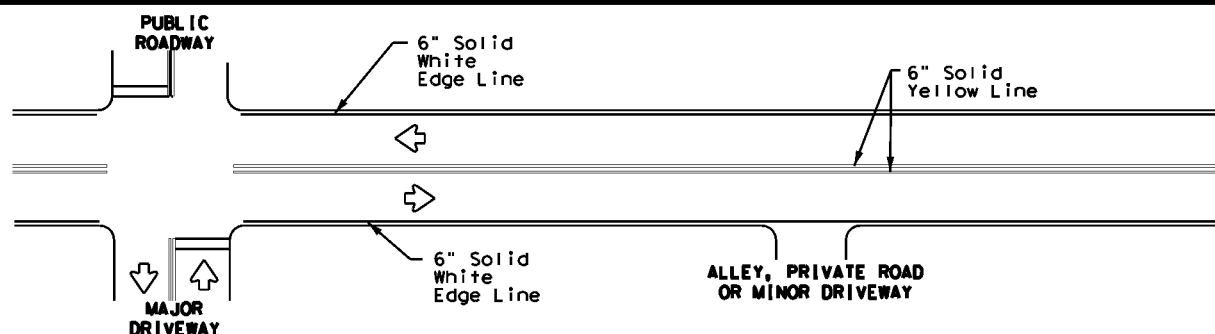 PUBLIC
ROADWAY
6" Solid
White
Edge Line
6" Solid
Yellow Line
6" Solid
White
Edge Line
ALLEY, PRIVATE ROAD
OR MINOR DRIVEWAY
MAJOR
DRIVEWAY